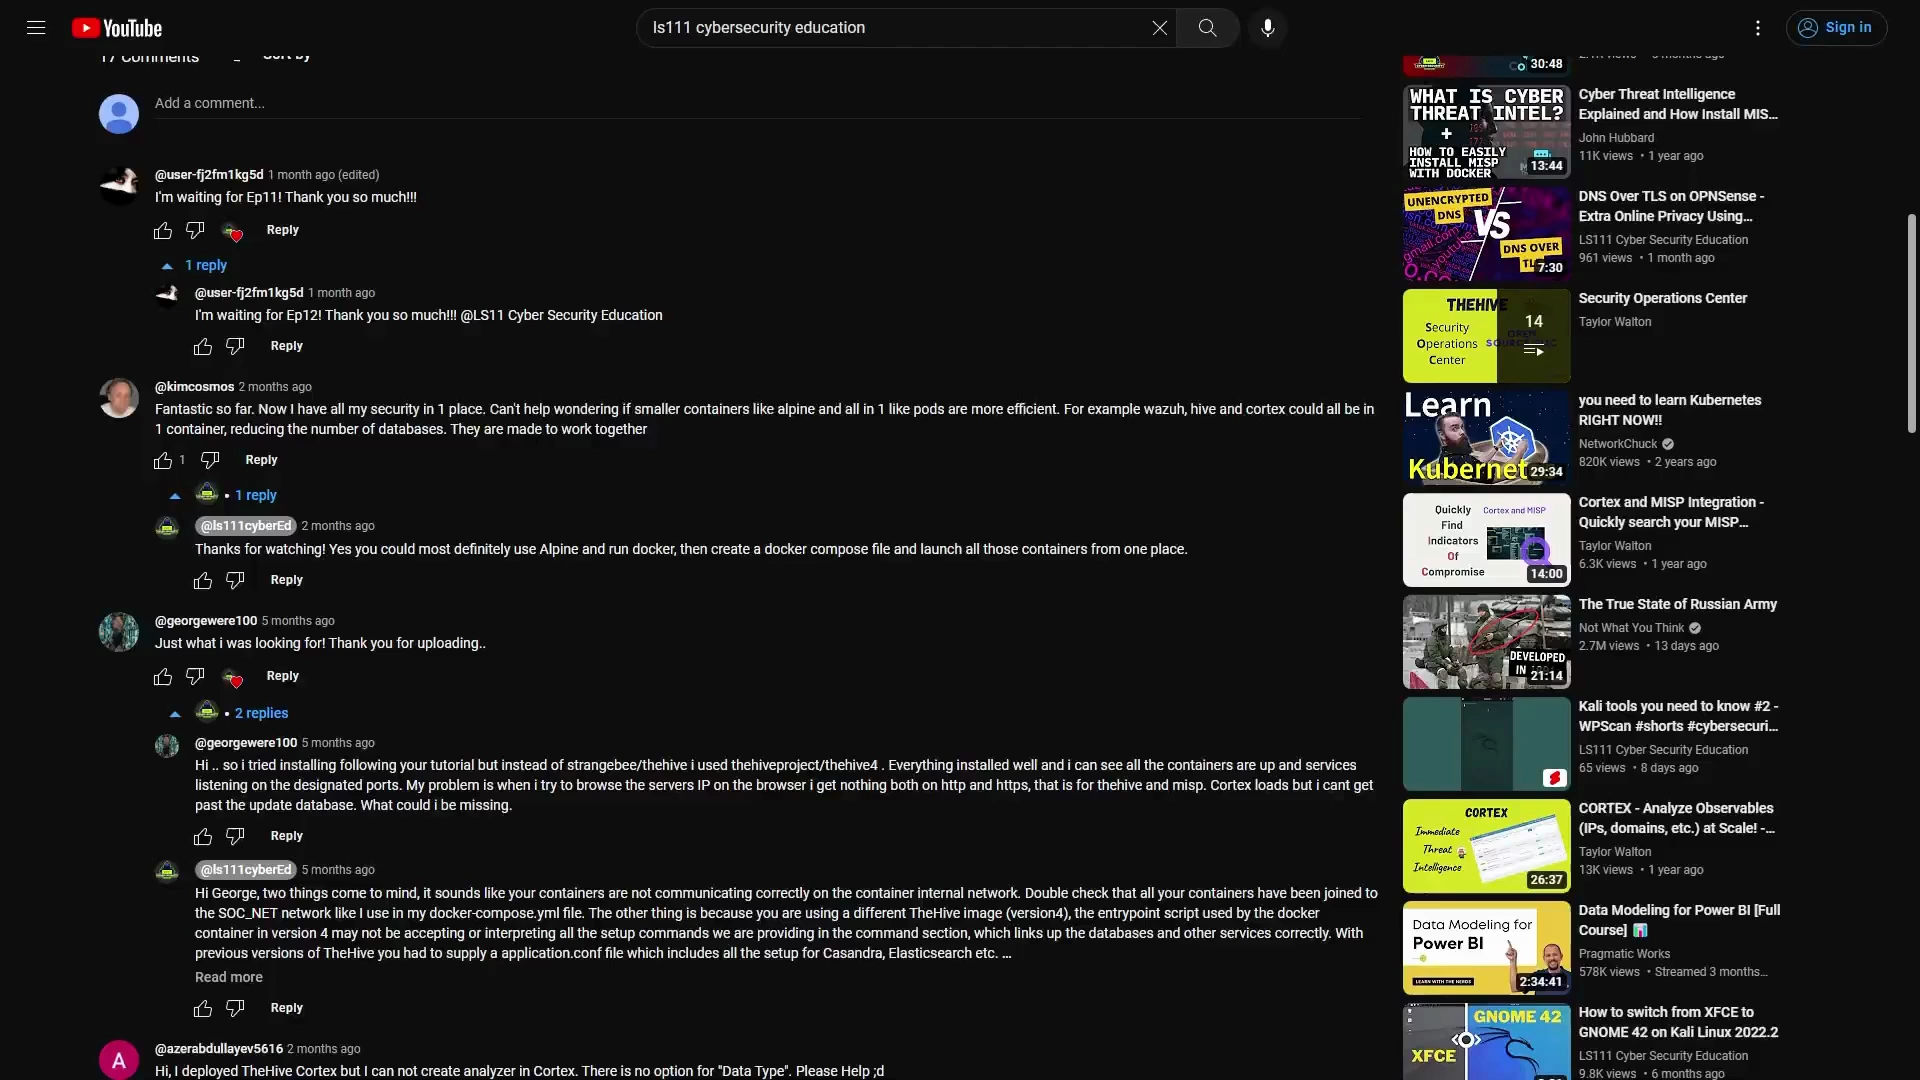 YouTube
ls111 cybersecurity education
Sign in
17 Comments
Sort by
Add a comment...
@user-fj2fm1kg5d 1 month ago (edited)
I'm waiting for Ep11! Thank you so much!!!
Reply
1 reply
@user-fj2fm1kg5d 1 month ago
I'm waiting for Ep12! Thank you so much!!! @LS11 Cyber Security Education
Reply
@kimcosmos 2 months ago
Fantastic so far. Now I have all my security in 1 place. Can't help wondering if smaller containers like alpine and all in 1 like pods are more efficient. For example wazuh, hive and cortex could all be in
1 container, reducing the number of databases. They are made to work together
1
Reply
• 1 reply
@ls111cyberEd 2 months ago
Thanks for watching! Yes you could most definitely use Alpine and run docker, then create a docker compose file and launch all those containers from one place.
Reply
@georgewere100 5 months ago
Just what i was looking for! Thank you for uploading..
Reply
• 2 replies
@georgewere100 5 months ago
Hi .. so i tried installing following your tutorial but instead of strangebee/thehive i used thehiveproject/thehive4 . Everything installed well and i can see all the containers are up and services
listening on the designated ports. My problem is when i try to browse the servers IP on the browser i get nothing both on http and https, that is for thehive and misp. Cortex loads but i cant get
past the update database. What could i be missing.
Reply
@ls111cyberEd 5 months ago
Hi George, two things come to mind, it sounds like your containers are not communicating correctly on the container internal network. Double check that all your containers have been joined to
the SOC_NET network like I use in my docker-compose.yml file. The other thing is because you are using a different TheHive image (version4), the entrypoint script used by the docker
container in version 4 may not be accepting or interpreting all the setup commands we are providing in the command section, which links up the databases and other services correctly. With
previous versions of TheHive you had to supply a application.conf file which includes all the setup for Casandra, Elasticsearch etc. ...
Read more
Reply
A
@azerabdullayev5616 2 months ago
Hi, I deployed TheHive Cortex but I can not create analyzer in Cortex. There is no option for "Data Type". Please Help ;d
30:48
WHAT IS CYBER
THREAT INTEL?
+
HOW TO EASILY
INSTALL MISP
WITH DOCKER
13:44
Cyber Threat Intelligence
Explained and How Install MIS...
John Hubbard
11K views • 1 year ago
UNENCRYPTED
DNS
VS
DNS OVER
7:30
DNS Over TLS on OPNSense -
Extra Online Privacy Using...
LS111 Cyber Security Education
961 views • 1 month ago
THEHIVE
Security
Operations
Center
14
Security Operations Center
Taylor Walton
Learn
Kubernet
29:34
you need to learn Kubernetes
RIGHT NOW!!
NetworkChuck
820K views • 2 years ago
Quickly
Find
Indicators
Of
Compromise
Cortex and MISP
14:00
Cortex and MISP Integration -
Quickly search your MISP...
Taylor Walton
6.3K views • 1 year ago
DEVELOPED
21:14
The True State of Russian Army
Not What You Think
2.7M views • 13 days ago
Kali tools you need to know #2 -
WPScan #shorts #cybersecuri...
LS111 Cyber Security Education
65 views • 8 days ago
CORTEX
Immediate
Threat
Intelligence
26:37
CORTEX - Analyze Observables
(IPs, domains, etc.) at Scale! -...
Taylor Walton
13K views • 1 year ago
Data Modeling for
Power BI
LEARN WITH THE NERDS
2:34:41
Data Modeling for Power BI [Full
Course] 📊
Pragmatic Works
578K views • Streamed 3 months...
GNOME 42
XFCE
How to switch from XFCE to
GNOME 42 on Kali Linux 2022.2
LS111 Cyber Security Education
9.8K views • 6 months ago